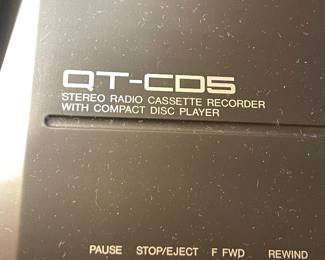 QT-CD5
STEREO RADIO CASSETTE RECORDER
WITH COMPACT DISC PLAYER
PAUSE STOP/EJECT F FWD REWIND